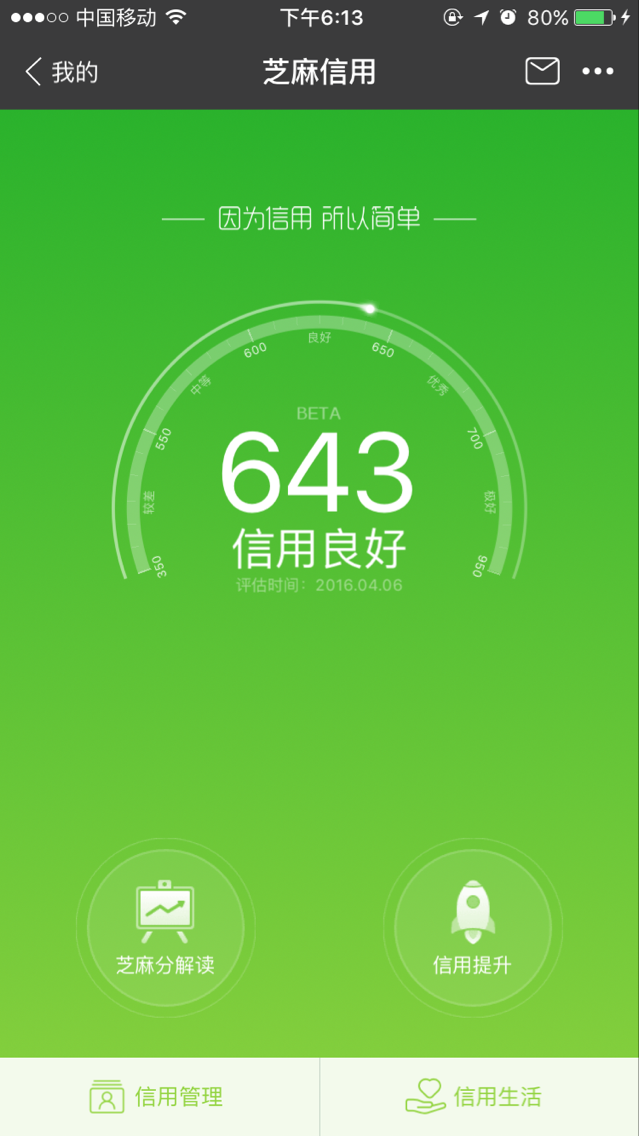 中国移动 下午6:13 80%
我的 芝麻信用
因为信用 所以简单
350 较差 550 中等 600 良好 650 优秀 700 极好 950
BETA
643
信用良好
评估时间：2016.04.06
芝麻分解读 信用提升
信用管理 信用生活